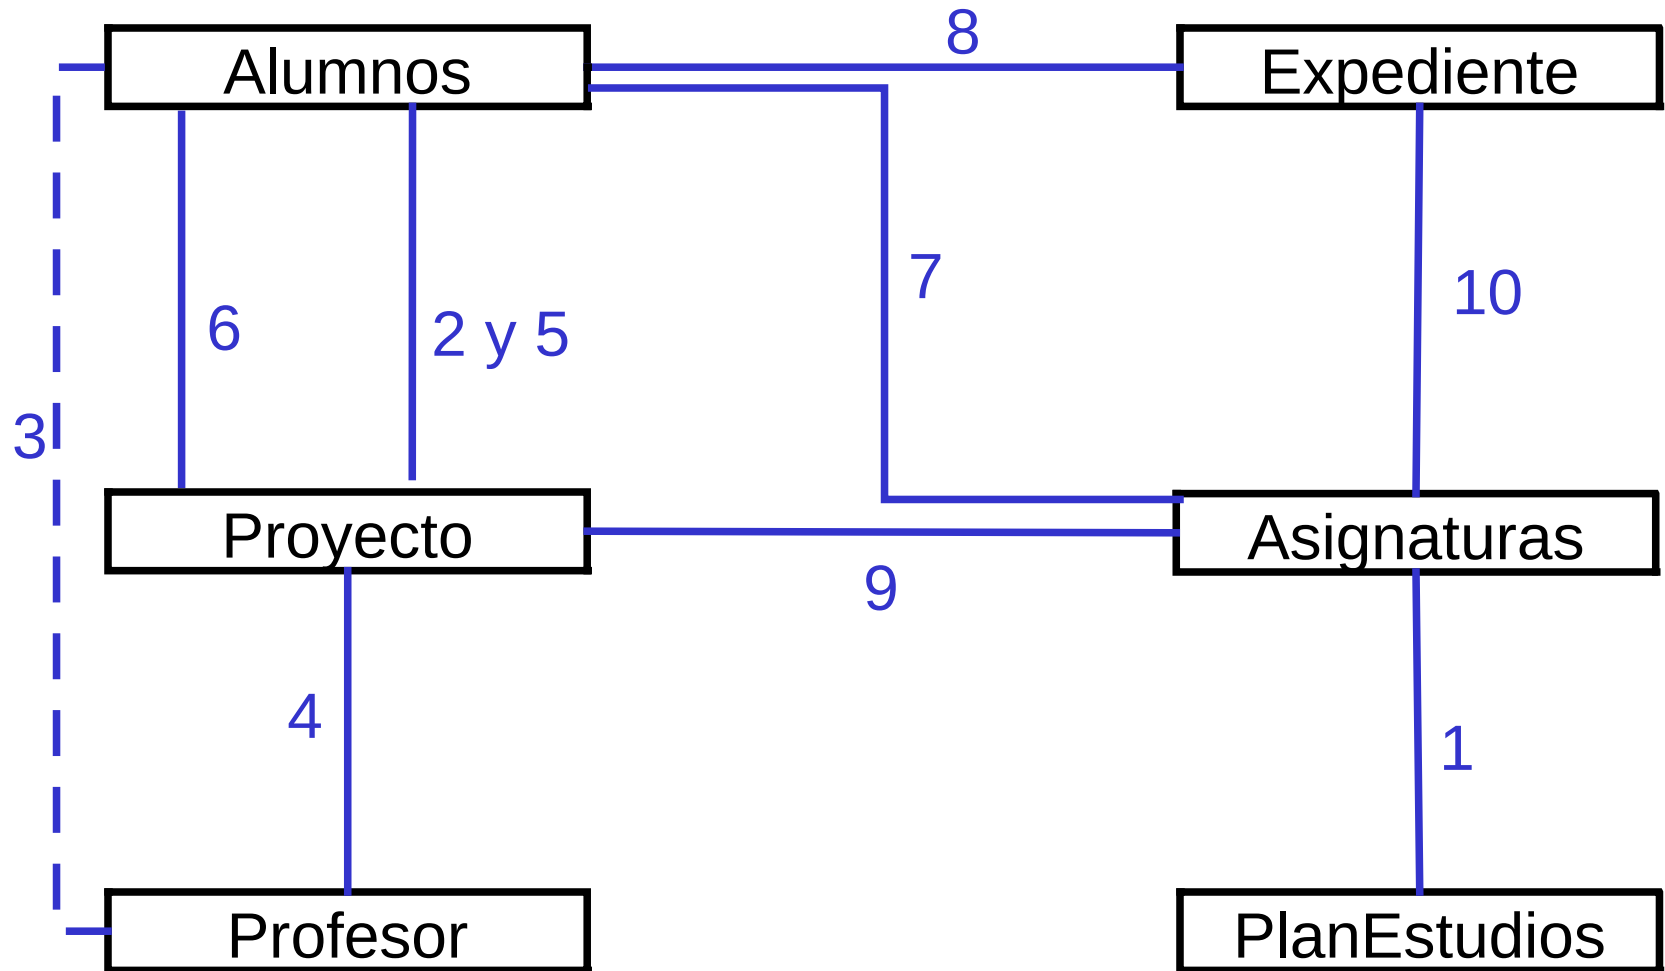 8
Alumnos
Expediente
7
10
6
2 y 5
3
Proyecto
Asignaturas
9
4
1
Profesor
PlanEstudios